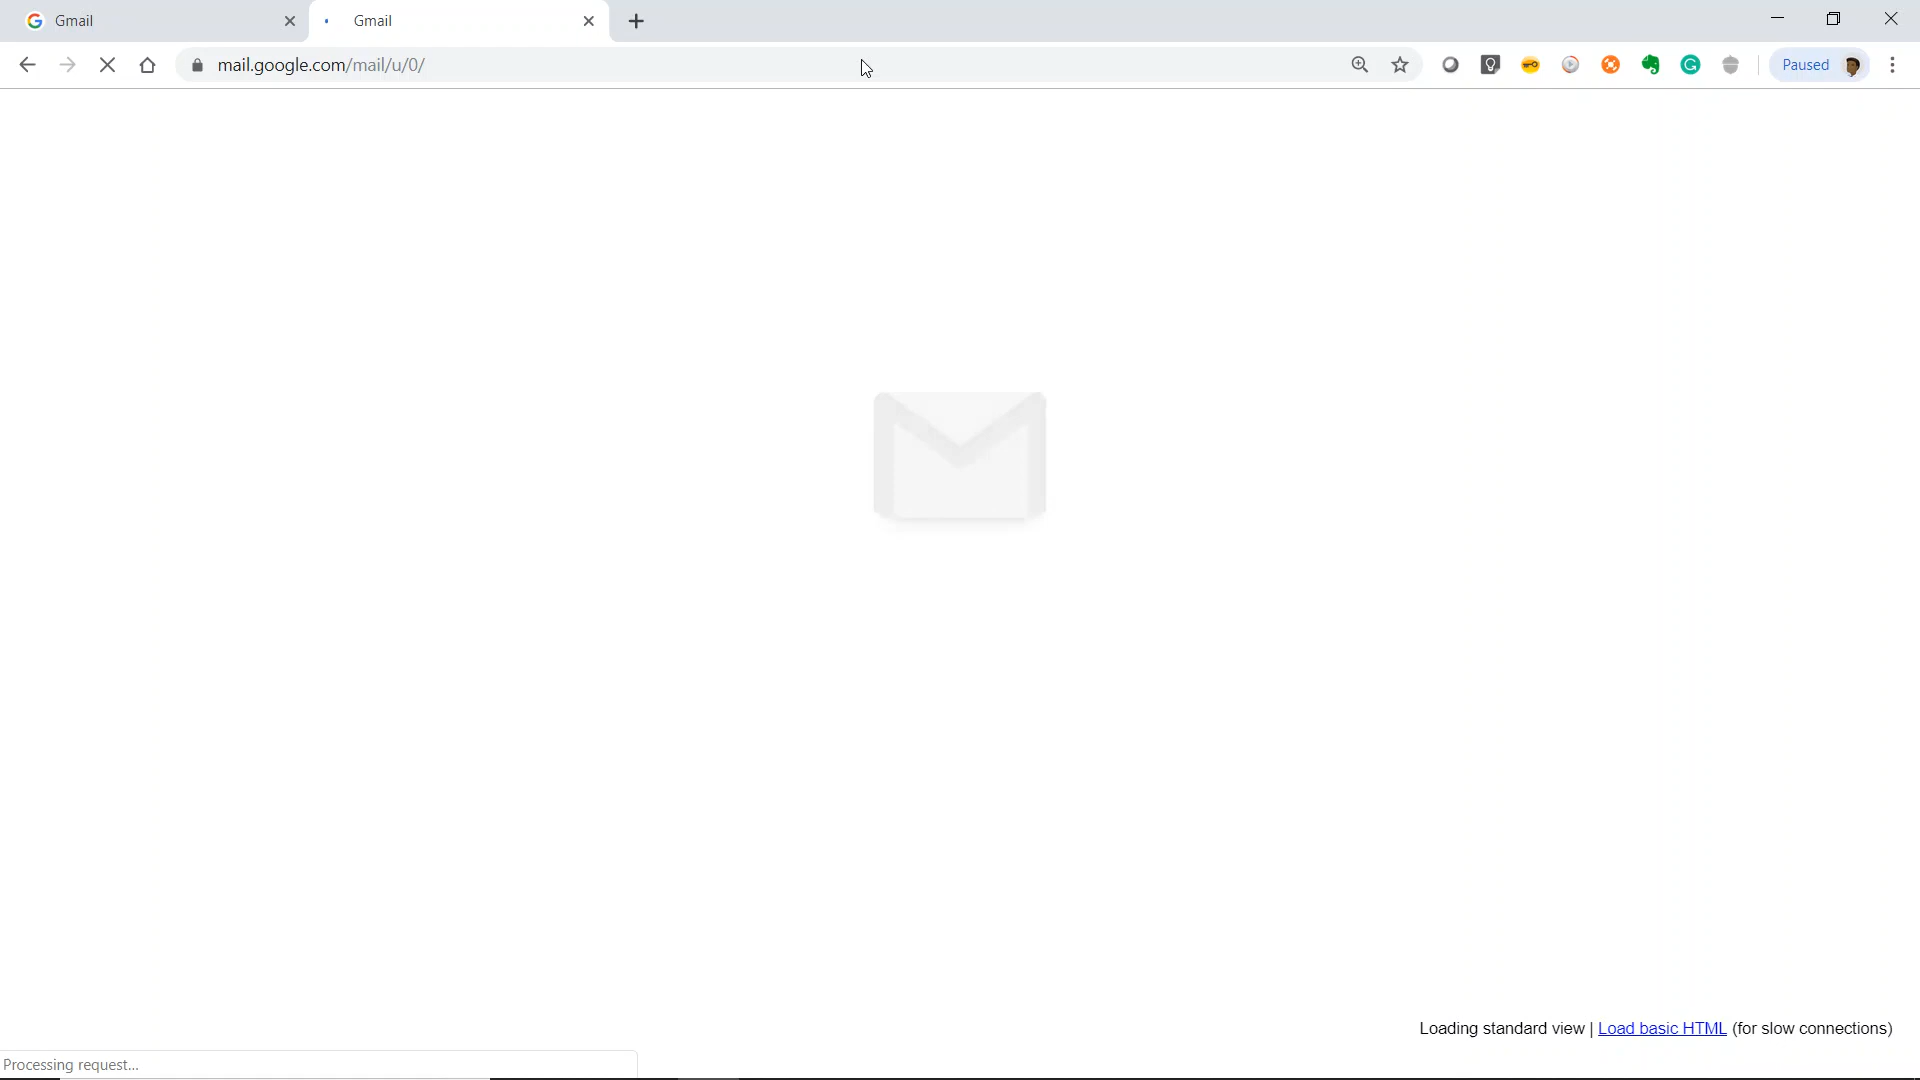 Gmail
Gmail
mail.google.com/mail/u/0/
Paused
Loading standard view | Load basic HTML (for slow connections)
Processing request...